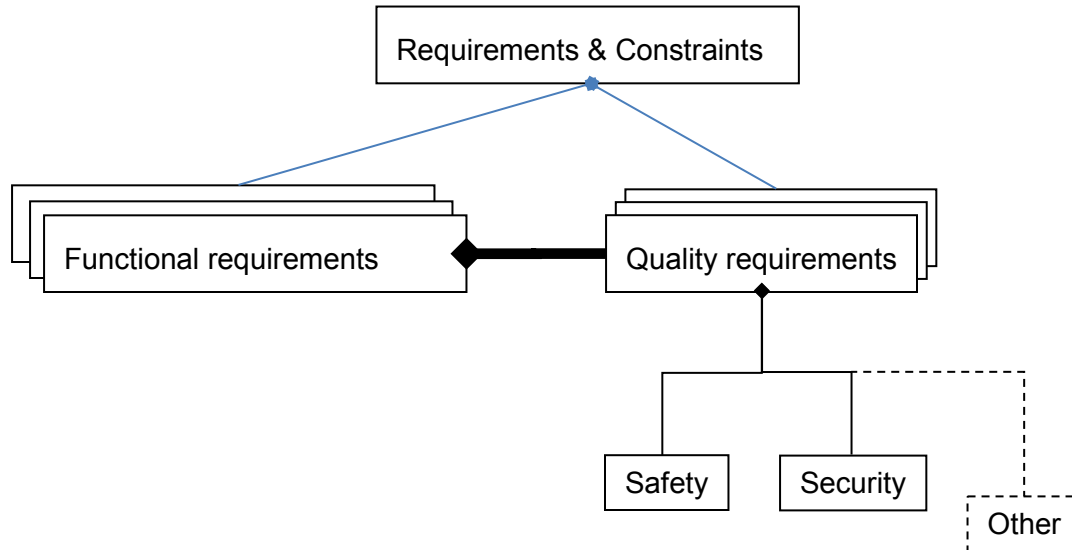 Requirements & Constraints
Functional requirements
Quality requirements
Safety
Security
Other